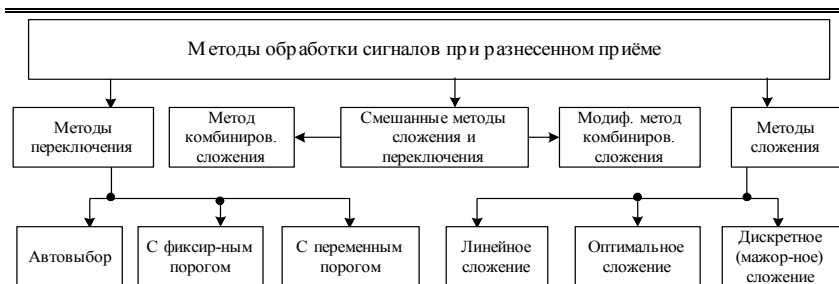 Методы обработки сигналов при разнесенном приёме
Методы
переключения
Метод
комбиниров.
сложения
Смешанные методы
сложения и
переключения
Модиф. метод
комбиниров.
сложения
Методы
сложения
Автовыбор
С фиксир-ным
порогом
С переменным
порогом
Линейное
сложение
Оптимальное
сложение
Дискретное
(мажор-ное)
сложение